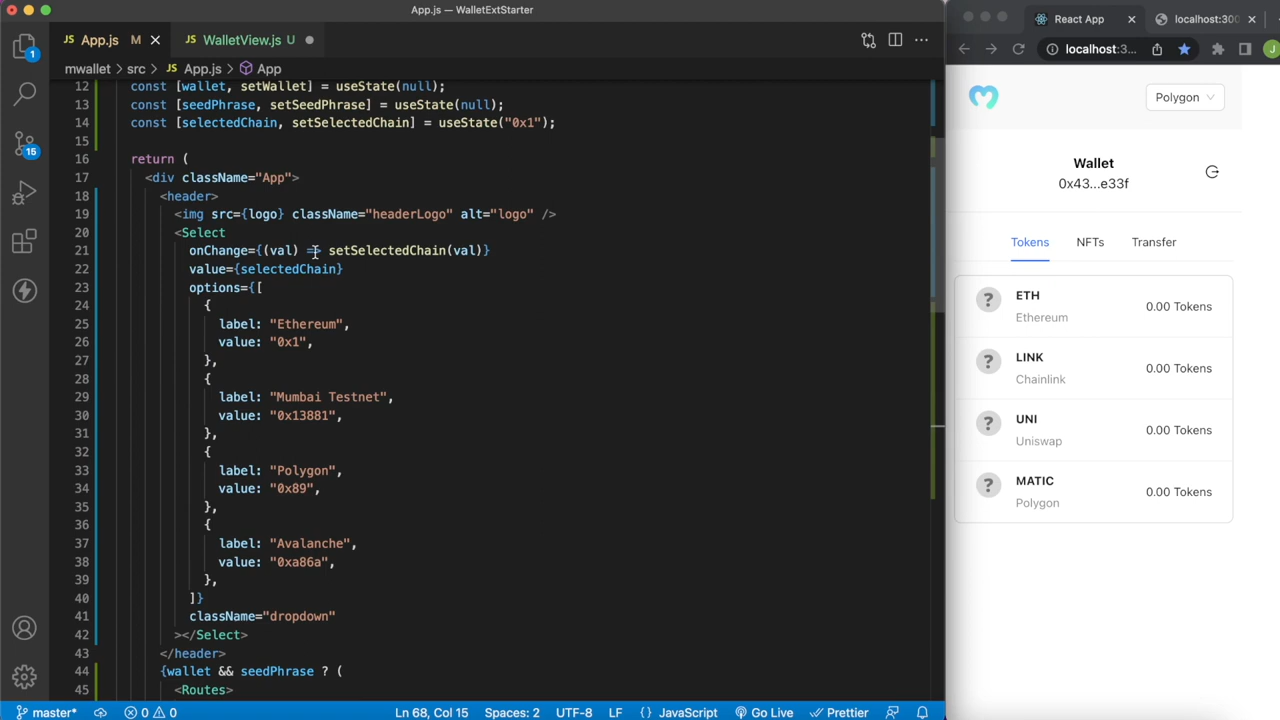 App.js — WalletExtStarter
JS App.js M
JS WalletView.js U
mwallet > src > JS App.js > App
12 const [wallet, setWallet] = useState(null);
13 const [seedPhrase, setSeedPhrase] = useState(null);
14 const [selectedChain, setSelectedChain] = useState("0x1");
15
16 return (
17 <div className="App">
18 <header>
19 <img src={logo} className="headerLogo" alt="logo" />
20 <Select
21 onChange={(val) => setSelectedChain(val)}
22 value={selectedChain}
23 options={[
24 {
25 label: "Ethereum",
26 value: "0x1",
27 },
28 {
29 label: "Mumbai Testnet",
30 value: "0x13881",
31 },
32 {
33 label: "Polygon",
34 value: "0x89",
35 },
36 {
37 label: "Avalanche",
38 value: "0xa86a",
39 },
40 ]}
41 className="dropdown"
42 ></Select>
43 </header>
44 {wallet && seedPhrase ? (
45 <Routes>
1
15
master*
0 0
Ln 68, Col 15
Spaces: 2
UTF-8
LF
{ } JavaScript
Go Live
Prettier
React App
localhost:300
localhost:3...
J
Polygon
Wallet
0x43...e33f
Tokens NFTs Transfer
? ETH
Ethereum
0.00 Tokens
? LINK
Chainlink
0.00 Tokens
? UNI
Uniswap
0.00 Tokens
? MATIC
Polygon
0.00 Tokens